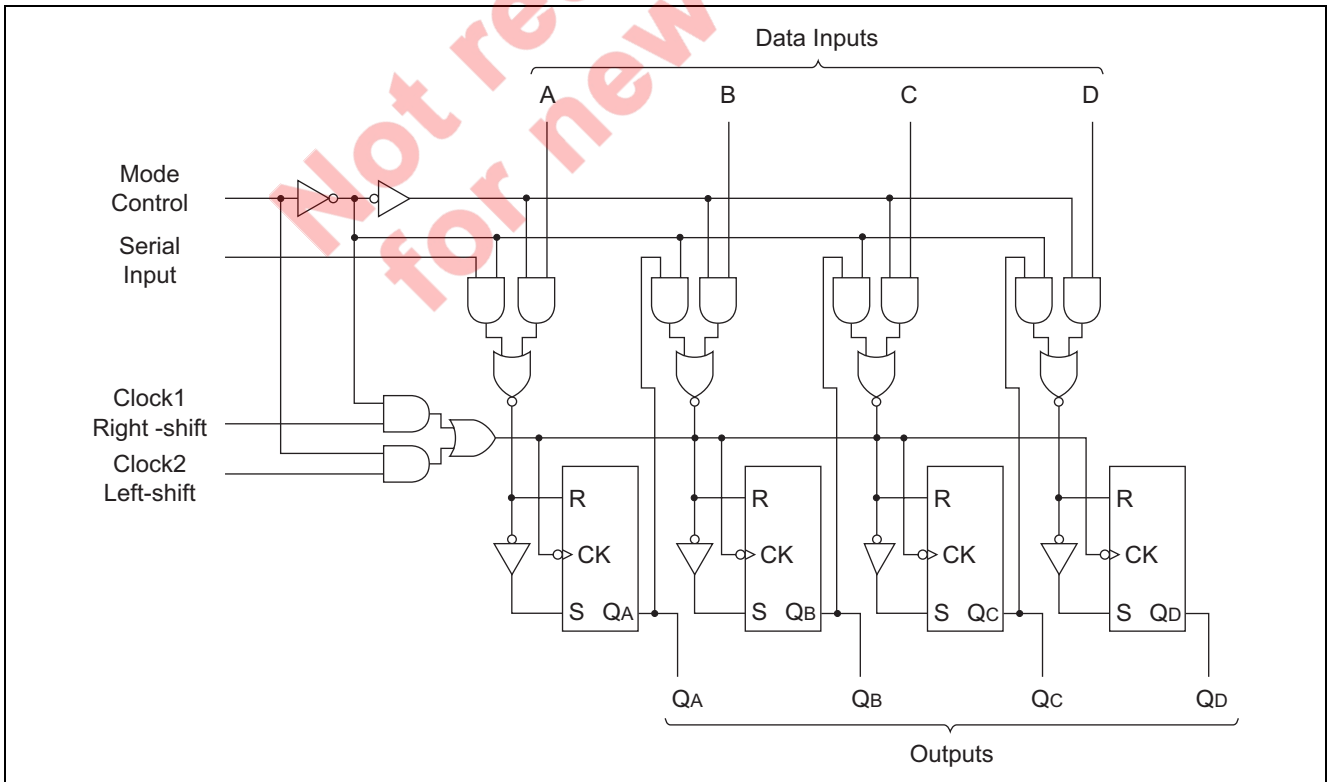 Not re
for new
Data Inputs
A B C D
Mode
Control
Serial
Input
Clock1
Right -shift
Clock2
Left-shift
R R R R
CK CK CK CK
S QA S QB S QC S QD
QA QB QC QD
Outputs